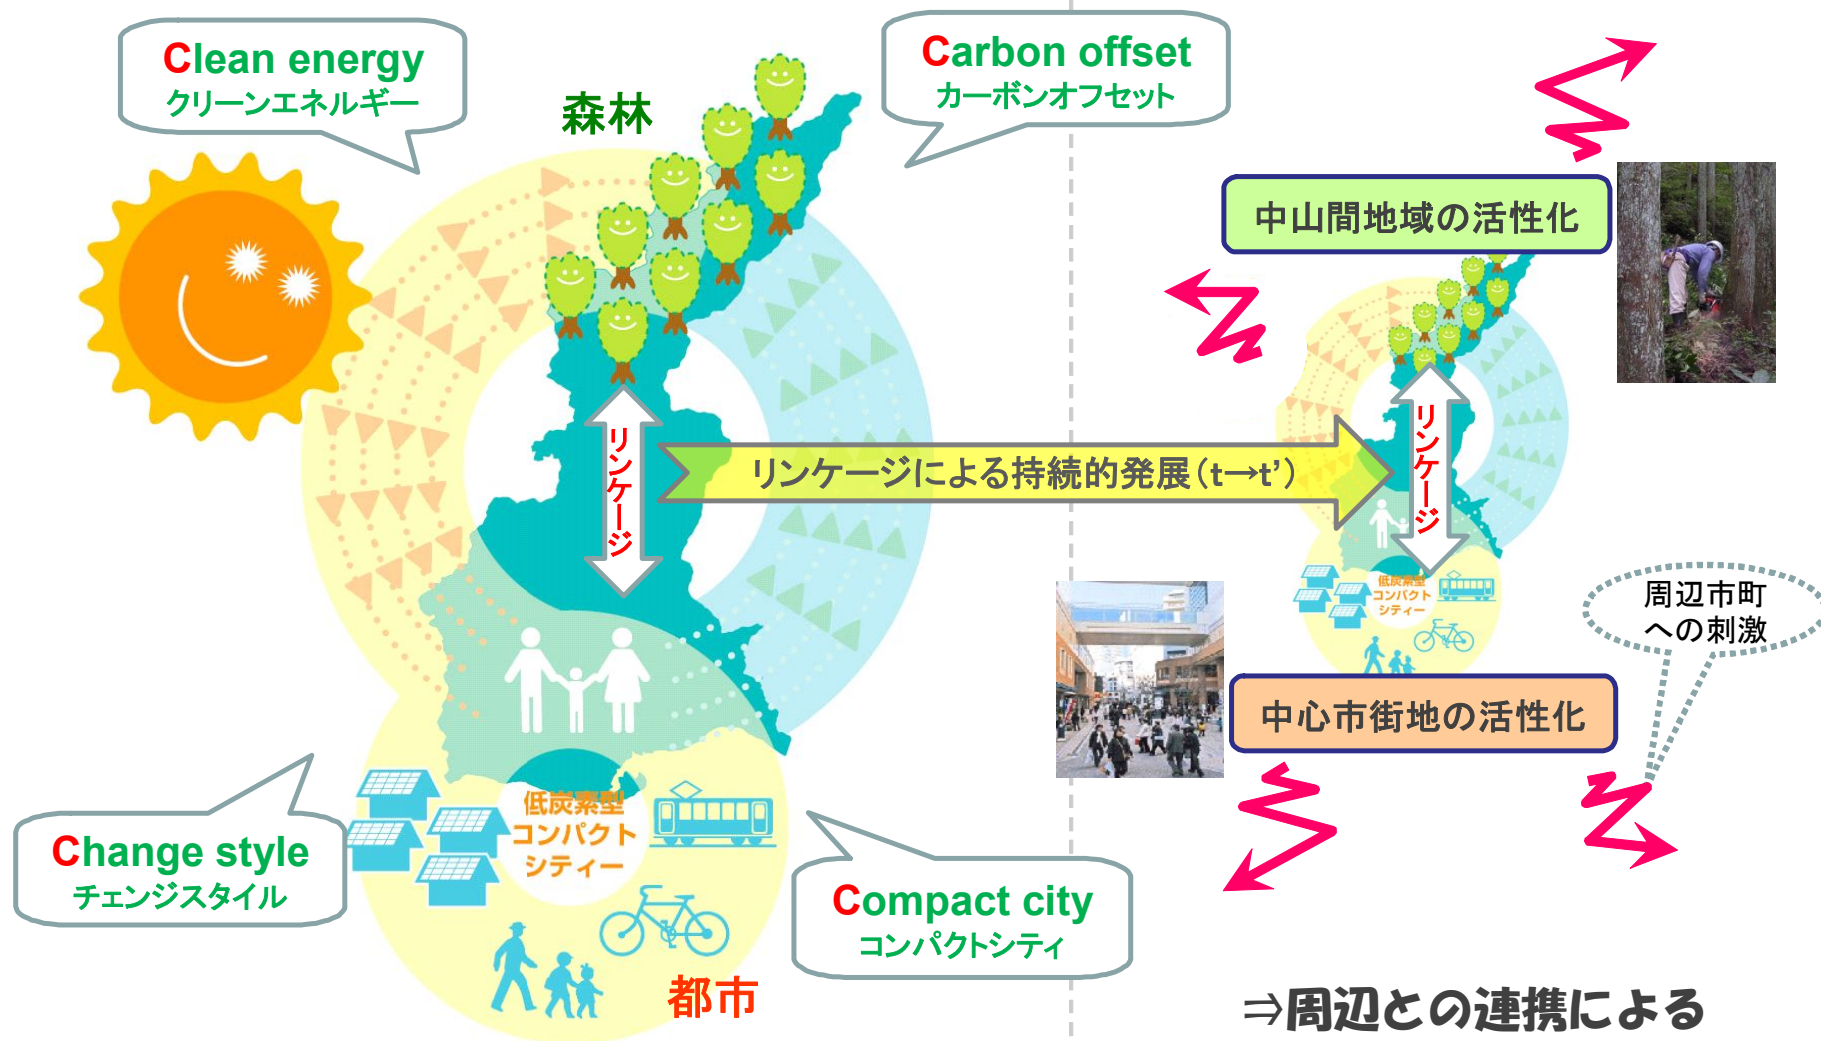 Clean energy
クリーンエネルギー
Carbon offset
カーボンオフセット
森林
中山間地域の活性化
リンケージ
リンケージによる持続的発展(t→t’)
リンケージ
低炭素型
コンパクト
シティー
周辺市町
への刺激
中心市街地の活性化
低炭素型
コンパクト
シティー
Change style
チェンジスタイル
Compact city
コンパクトシティ
都市
⇒周辺との連携による